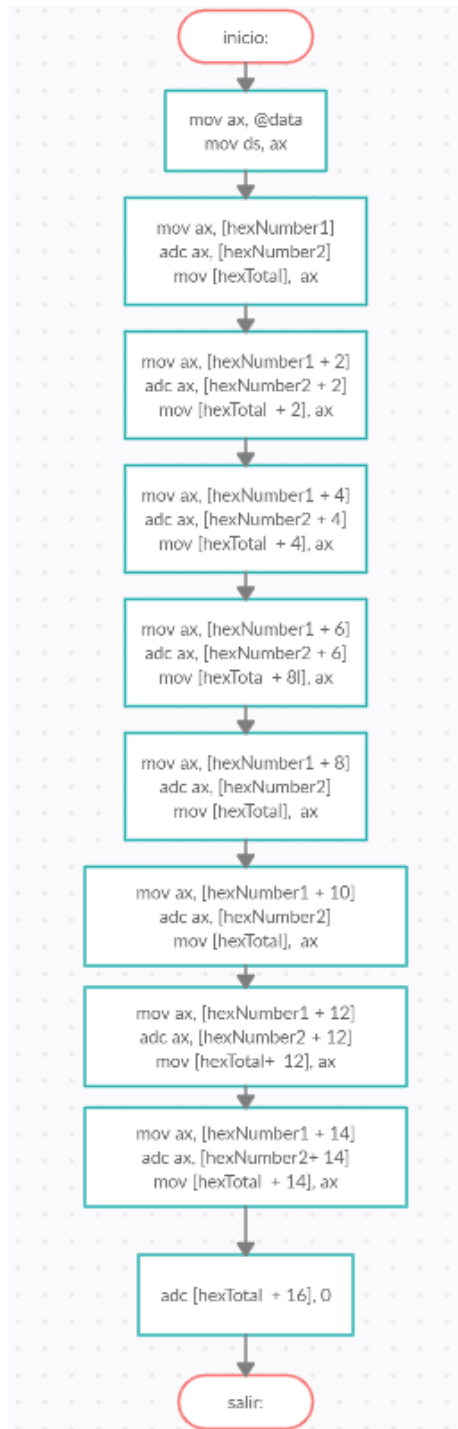 inicio:
mov ax, @data
mov ds, ax
mov ax, [hexNumber1]
adc ax, [hexNumber2]
mov [hexTotal], ax
mov ax, [hexNumber1 + 2]
adc ax, [hexNumber2 + 2]
mov [hexTotal + 2], ax
mov ax, [hexNumber1 + 4]
adc ax, [hexNumber2 + 4]
mov [hexTotal + 4], ax
mov ax, [hexNumber1 + 6]
adc ax, [hexNumber2 + 6]
mov [hexTota + 8l], ax
mov ax, [hexNumber1 + 8]
adc ax, [hexNumber2]
mov [hexTotal], ax
mov ax, [hexNumber1 + 10]
adc ax, [hexNumber2]
mov [hexTotal], ax
mov ax, [hexNumber1 + 12]
adc ax, [hexNumber2 + 12]
mov [hexTotal+ 12], ax
mov ax, [hexNumber1 + 14]
adc ax, [hexNumber2+ 14]
mov [hexTotal + 14], ax
adc [hexTotal + 16], 0
salir: